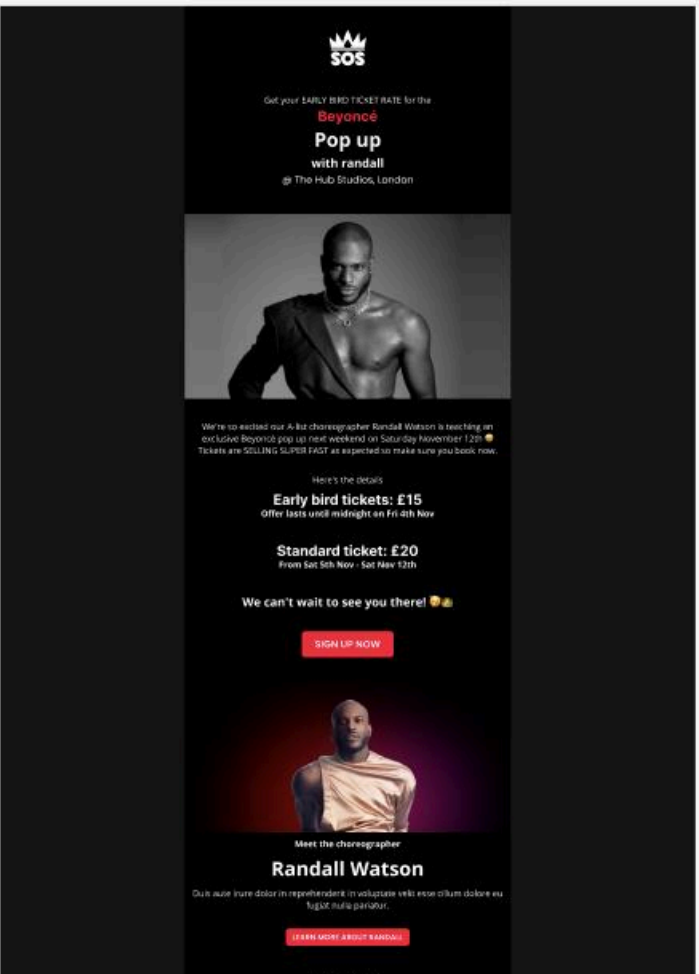 SOS
Get your EARLY BIRD TICKET RATE for the
Beyoncé
Pop up
with randall
@ The Hub Studios, London
We're so excited our A-list choreographer Randall Watson is teaching an
exclusive Beyoncé pop up next weekend on Saturday November 12th 
Tickets are SELLING SUPER FAST as expected so make sure you book now.
Here's the details
Early bird tickets: £15
Offer lasts until midnight on Fri 4th Nov
Standard ticket: £20
From Sat 5th Nov - Sat Nov 12th
We can't wait to see you there!
SIGN UP NOW
Meet the choreographer
Randall Watson
Duis aute irure dolor in reprehenderit in voluptate velit esse cillum dolore eu
fugiat nulla pariatur.
LEARN MORE ABOUT RANDALL